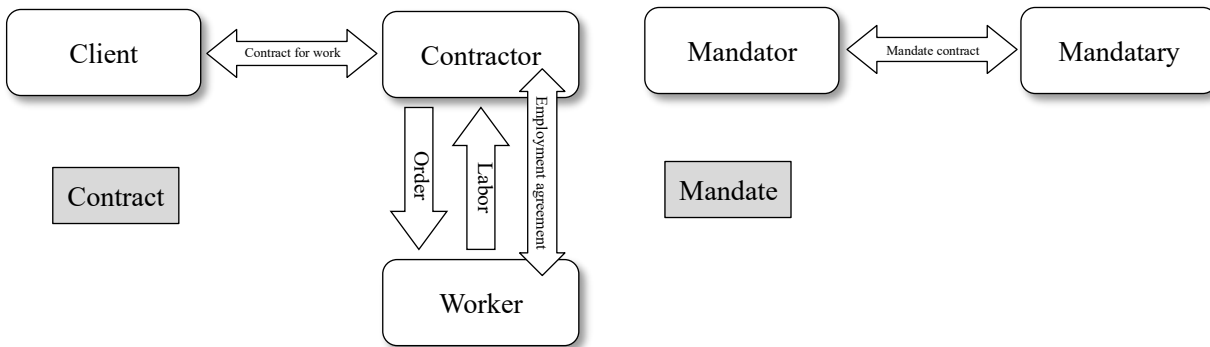 Client
Contract for work
Contractor
Mandator
Mandate contract
Mandatary
Order
Labor
Employment agreement
Contract
Mandate
Worker